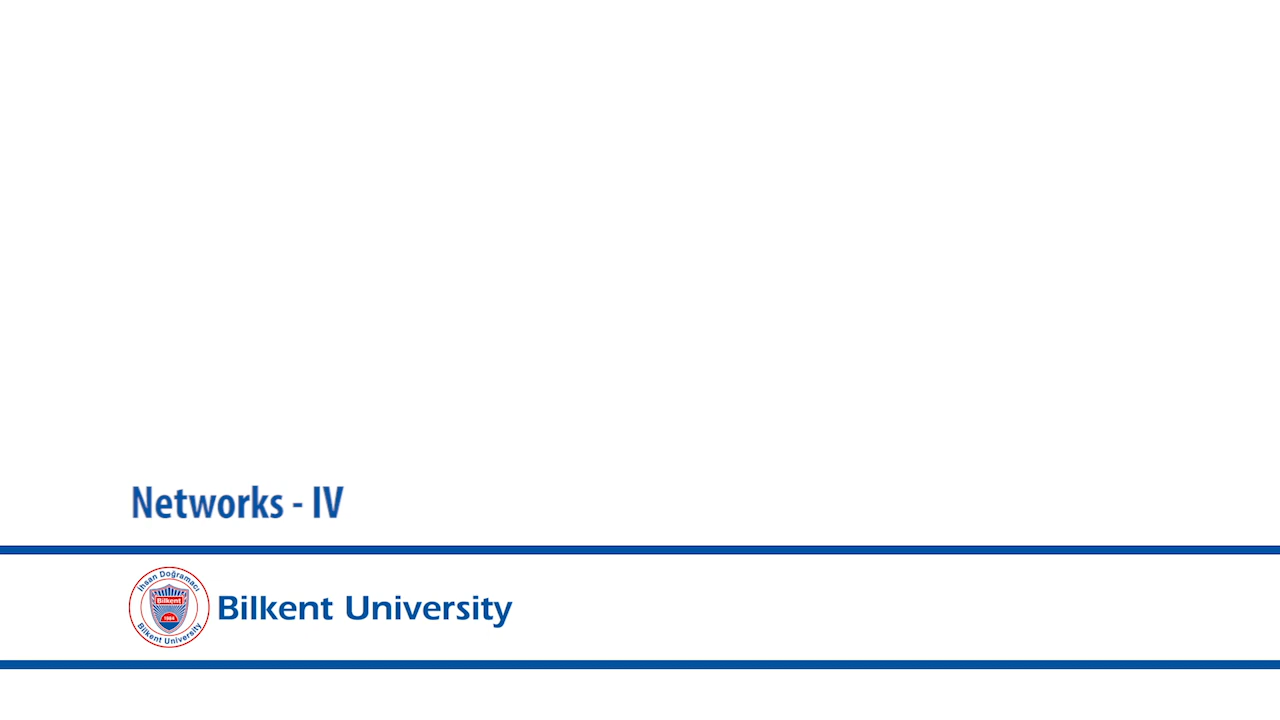 Networks - IV
İhsan Doğramacı
Bilkent
1984
Bilkent University
Bilkent University